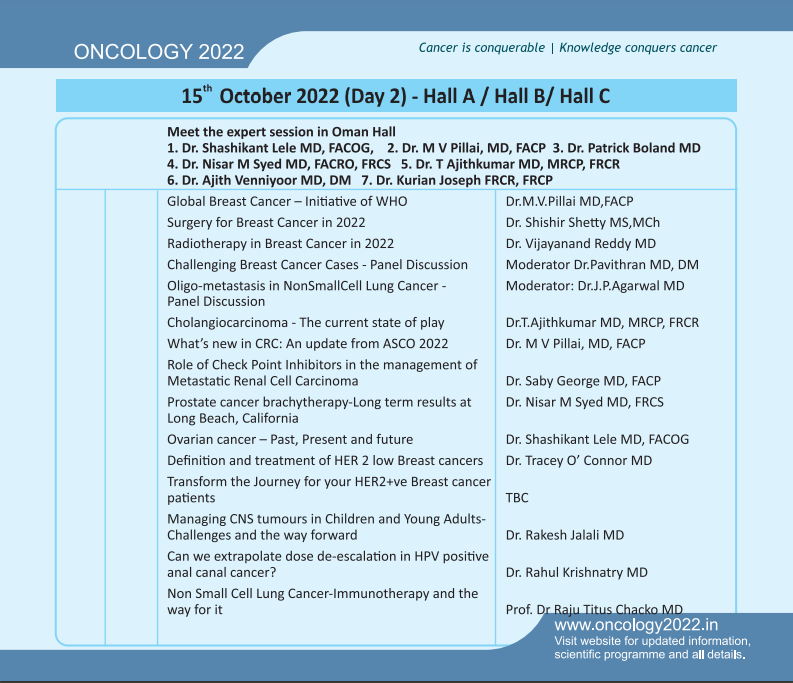 ONCOLOGY 2022
Cancer is conquerable | Knowledge conquers cancer
15th October 2022 (Day 2) - Hall A / Hall B/ Hall C
Meet the expert session in Oman Hall
1. Dr. Shashikant Lele MD, FACOG, 2. Dr. M V Pillai, MD, FACP 3. Dr. Patrick Boland MD
4. Dr. Nisar M Syed MD, FACRO, FRCS 5. Dr. T Ajithkumar MD, MRCP, FRCR
6. Dr. Ajith Venniyoor MD, DM 7. Dr. Kurian Joseph FRCR, FRCP
Global Breast Cancer – Initiative of WHO Dr.M.V.Pillai MD,FACP
Surgery for Breast Cancer in 2022 Dr. Shishir Shetty MS,MCh
Radiotherapy in Breast Cancer in 2022 Dr. Vijayanand Reddy MD
Challenging Breast Cancer Cases - Panel Discussion Moderator Dr.Pavithran MD, DM
Oligo-metastasis in NonSmallCell Lung Cancer - Moderator: Dr.J.P.Agarwal MD
Panel Discussion
Cholangiocarcinoma - The current state of play Dr.T.Ajithkumar MD, MRCP, FRCR
What's new in CRC: An update from ASCO 2022 Dr. M V Pillai, MD, FACP
Role of Check Point Inhibitors in the management of
Metastatic Renal Cell Carcinoma Dr. Saby George MD, FACP
Prostate cancer brachytherapy-Long term results at Dr. Nisar M Syed MD, FRCS
Long Beach, California
Ovarian cancer – Past, Present and future Dr. Shashikant Lele MD, FACOG
Definition and treatment of HER 2 low Breast cancers Dr. Tracey O' Connor MD
Transform the Journey for your HER2+ve Breast cancer
patients TBC
Managing CNS tumours in Children and Young Adults-
Challenges and the way forward Dr. Rakesh Jalali MD
Can we extrapolate dose de-escalation in HPV positive
anal canal cancer? Dr. Rahul Krishnatry MD
Non Small Cell Lung Cancer-Immunotherapy and the
way for it Prof. Dr Raju Titus Chacko MD
www.oncology2022.in
Visit website for updated information,
scientific programme and all details.